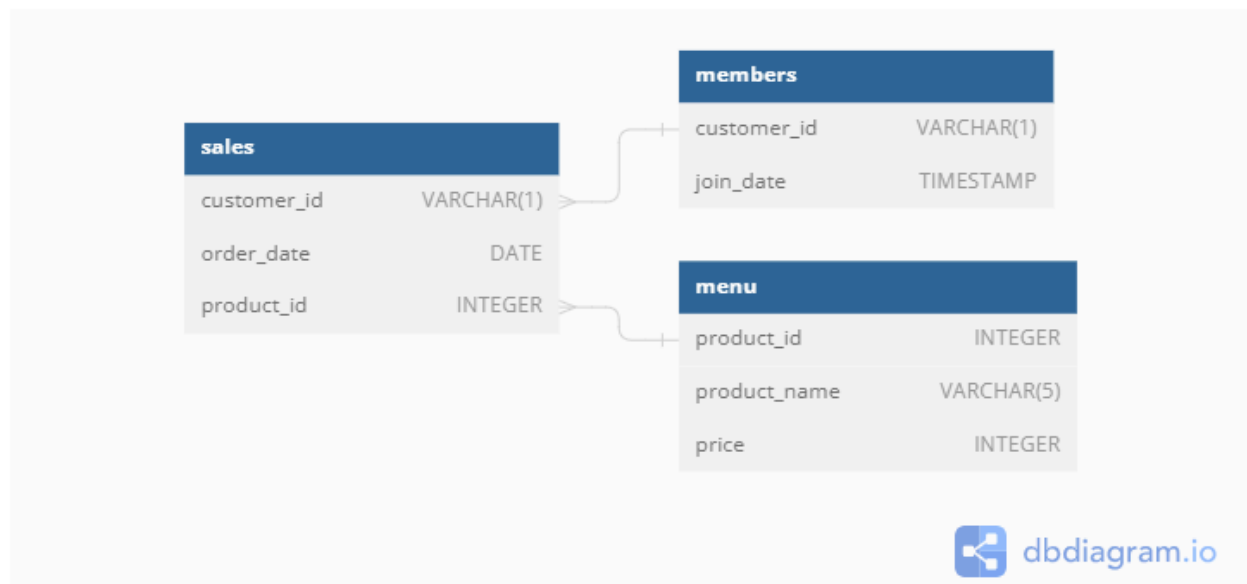 sales
customer_id VARCHAR(1)
order_date DATE
product_id INTEGER
members
customer_id VARCHAR(1)
join_date TIMESTAMP
menu
product_id INTEGER
product_name VARCHAR(5)
price INTEGER
dbdiagram.io